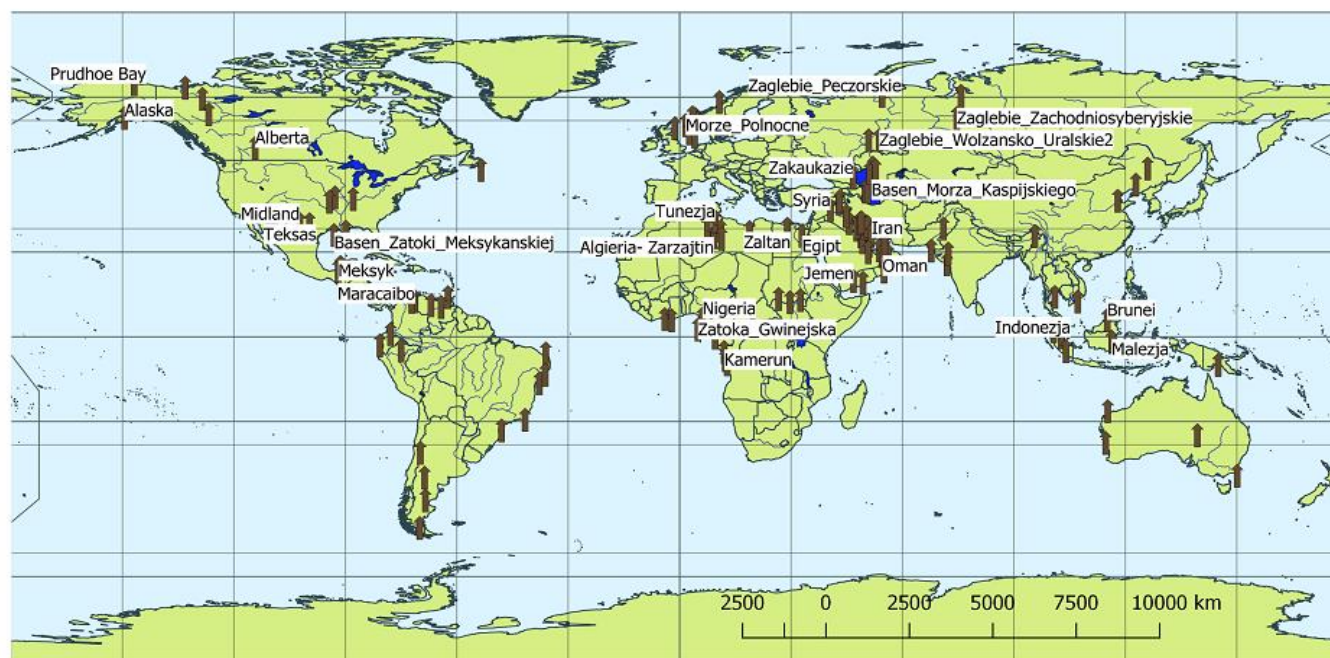 Prudhoe Bay
Alaska
Alberta
Midland
Teksas
Basen_Zatoki_Meksykanskiej
Meksyk
Maracaibo
Zaglebie_Peczorskie
Zaglebie_Zachodniosyberyjskie
Morze_Polnocne
Zaglebie_Wolzansko_Uralskie2
Zakaukazie
Basen_Morza_Kaspijskiego
Syria
Tunezja
Iran
Algieria- Zarzajtin
Zaltan
Egipt
Oman
Jemen
Nigeria
Zatoka_Gwinejska
Kamerun
Brunei
Indonezja
Malezja
2500 0 2500 5000 7500 10000 km